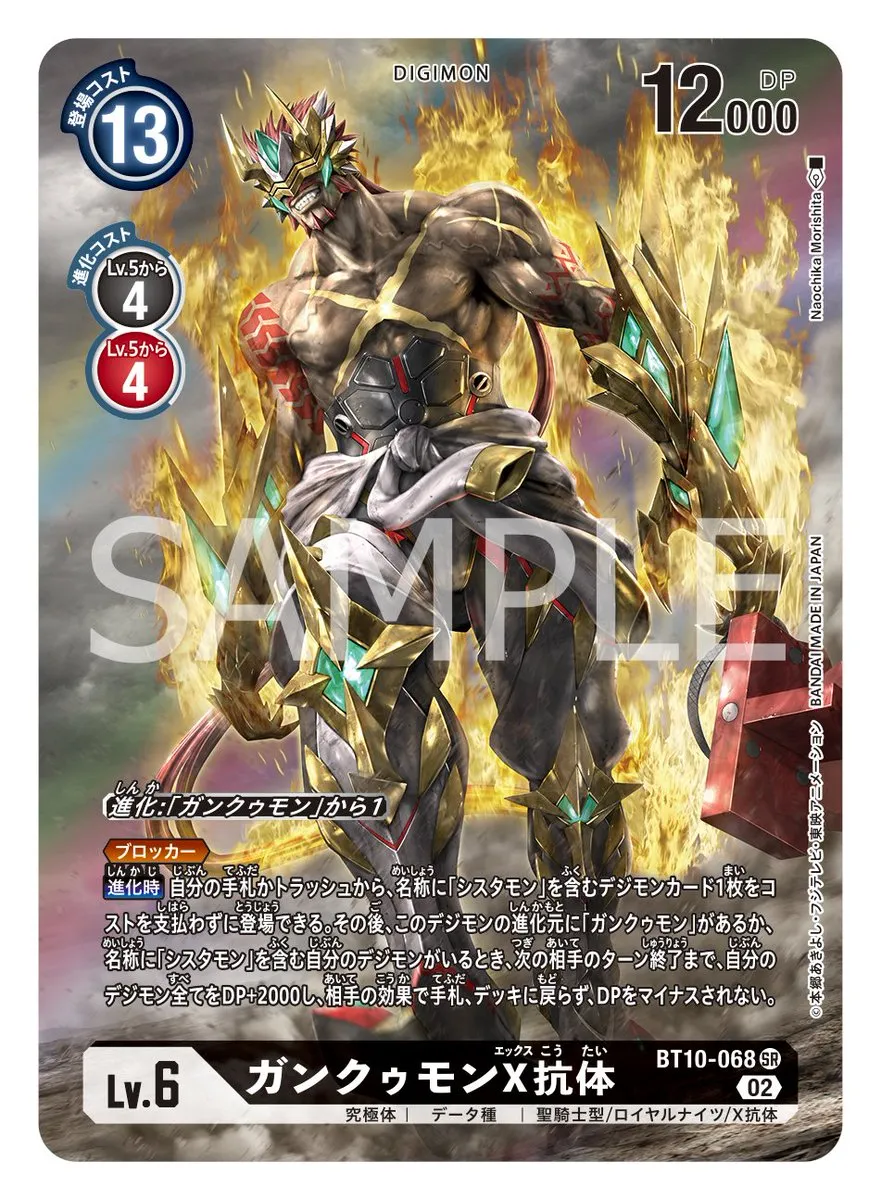 DIGIMON
登場コスト
13
12000
DP
進化コスト
Lv.5から
4
Lv.5から
4
Naochika Morishita
SAMPLE
©本郷あきよし・フジテレビ・東映アニメーション BANDAI MADE IN JAPAN
進化:「ガンクゥモン」から1
ブロッカー
進化時 自分の手札かトラッシュから、名称に「シスタモン」を含むデジモンカード1枚をコ
ストを支払わずに登場できる。その後、このデジモンの進化元に「ガンクゥモン」があるか、
名称に「シスタモン」を含む自分のデジモンがいるとき、次の相手のターン終了まで、自分の
デジモン全てをDP+2000し、相手の効果で手札、デッキに戻らず、DPをマイナスされない。
Lv.6
ガンクゥモンX抗体
BT10-068 SR
02
究極体 | データ種 | 聖騎士型/ロイヤルナイツ/X抗体